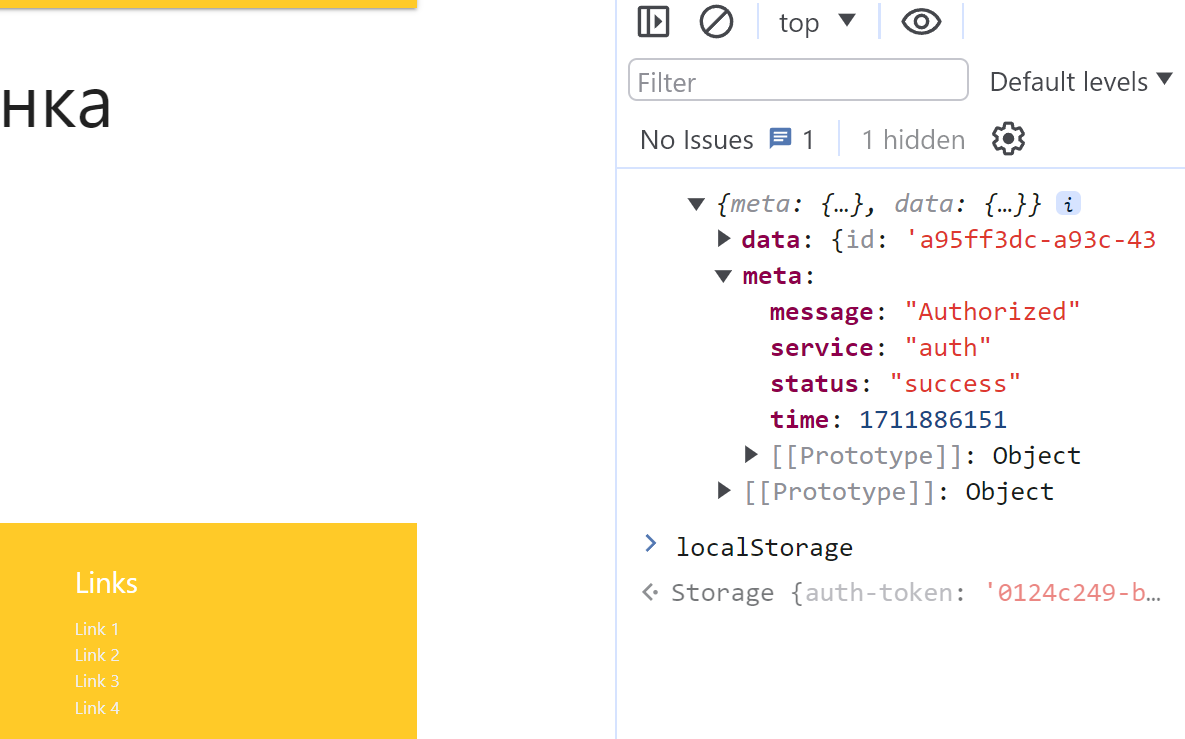 нка
Links
Link 1
Link 2
Link 3
Link 4
top
Filter
Default levels
No Issues 1 1 hidden
{meta: {…}, data: {…}} i
data: {id: 'a95ff3dc-a93c-43
meta:
message: "Authorized"
service: "auth"
status: "success"
time: 1711886151
[[Prototype]]: Object
[[Prototype]]: Object
localStorage
Storage {auth-token: '0124c249-b…